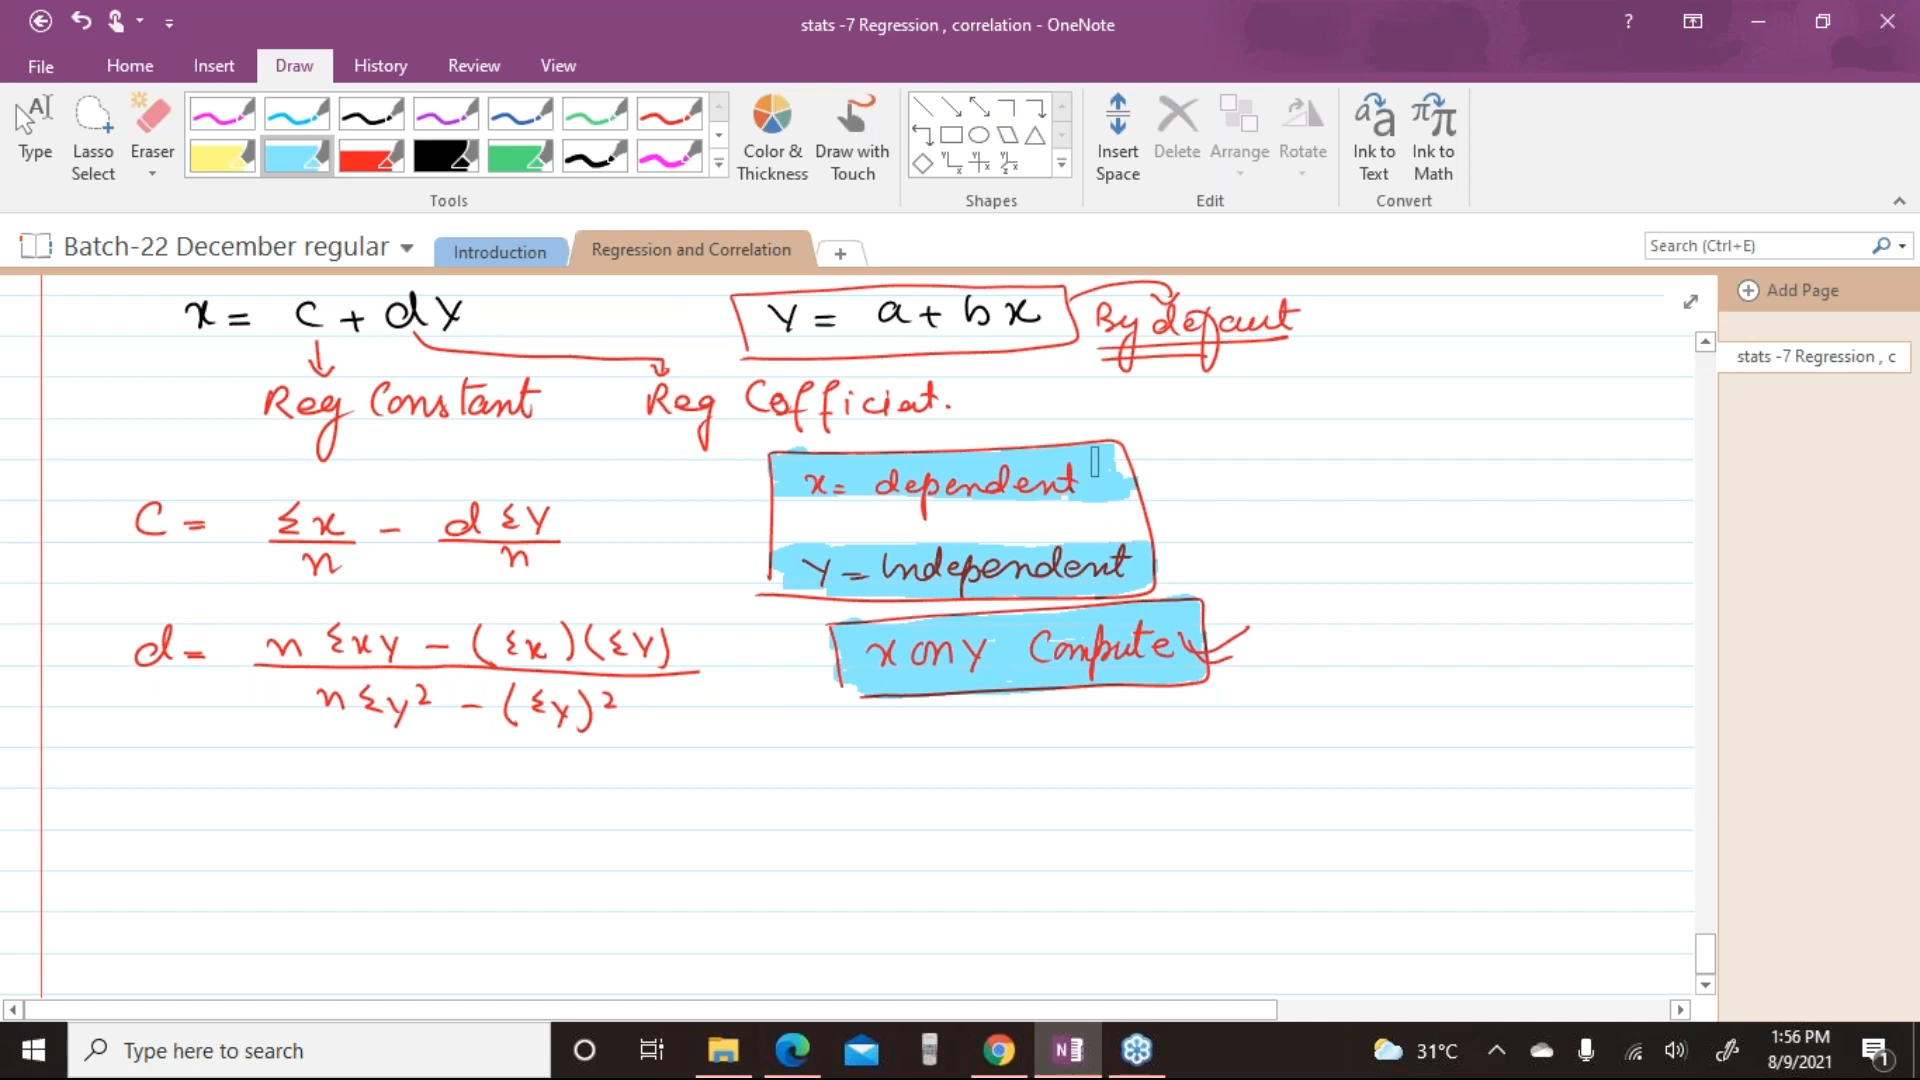 stats -7 Regression , correlation - OneNote
File Home Insert Draw History Review View
Type Lasso Select Eraser Color & Thickness Draw with Touch Insert Space Delete Arrange Rotate Ink to Text Ink to Math
Tools Shapes Edit Convert
Batch-22 December regular Introduction Regression and Correlation Search (Ctrl+E)
Add Page
stats -7 Regression , c
x = c + dy
y = a + bx
By defaut
Reg Constant
Reg Cofficiat.
x = dependent
C = Σx/n - dΣy/n
y = Independent
d = nΣxy - (Σx)(Σy) / nΣy² - (Σy)²
x on y Compute
Type here to search
31°C
1:56 PM
8/9/2021
1